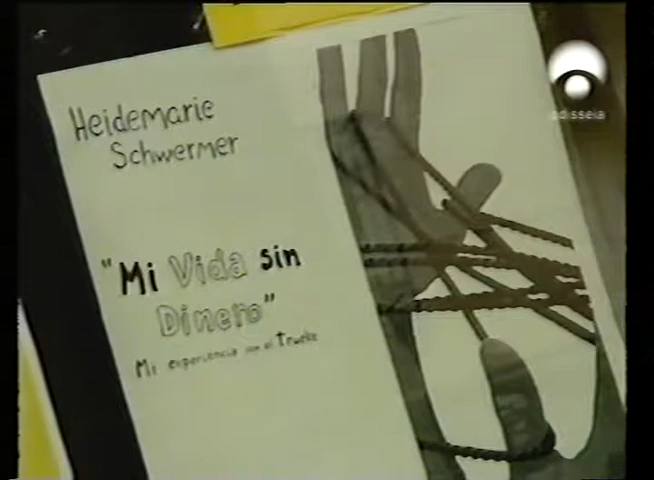 Heidemarie
Schwermer
odisseia
"Mi Vida sin
Dinero"
Mi experiencia con el Trueke